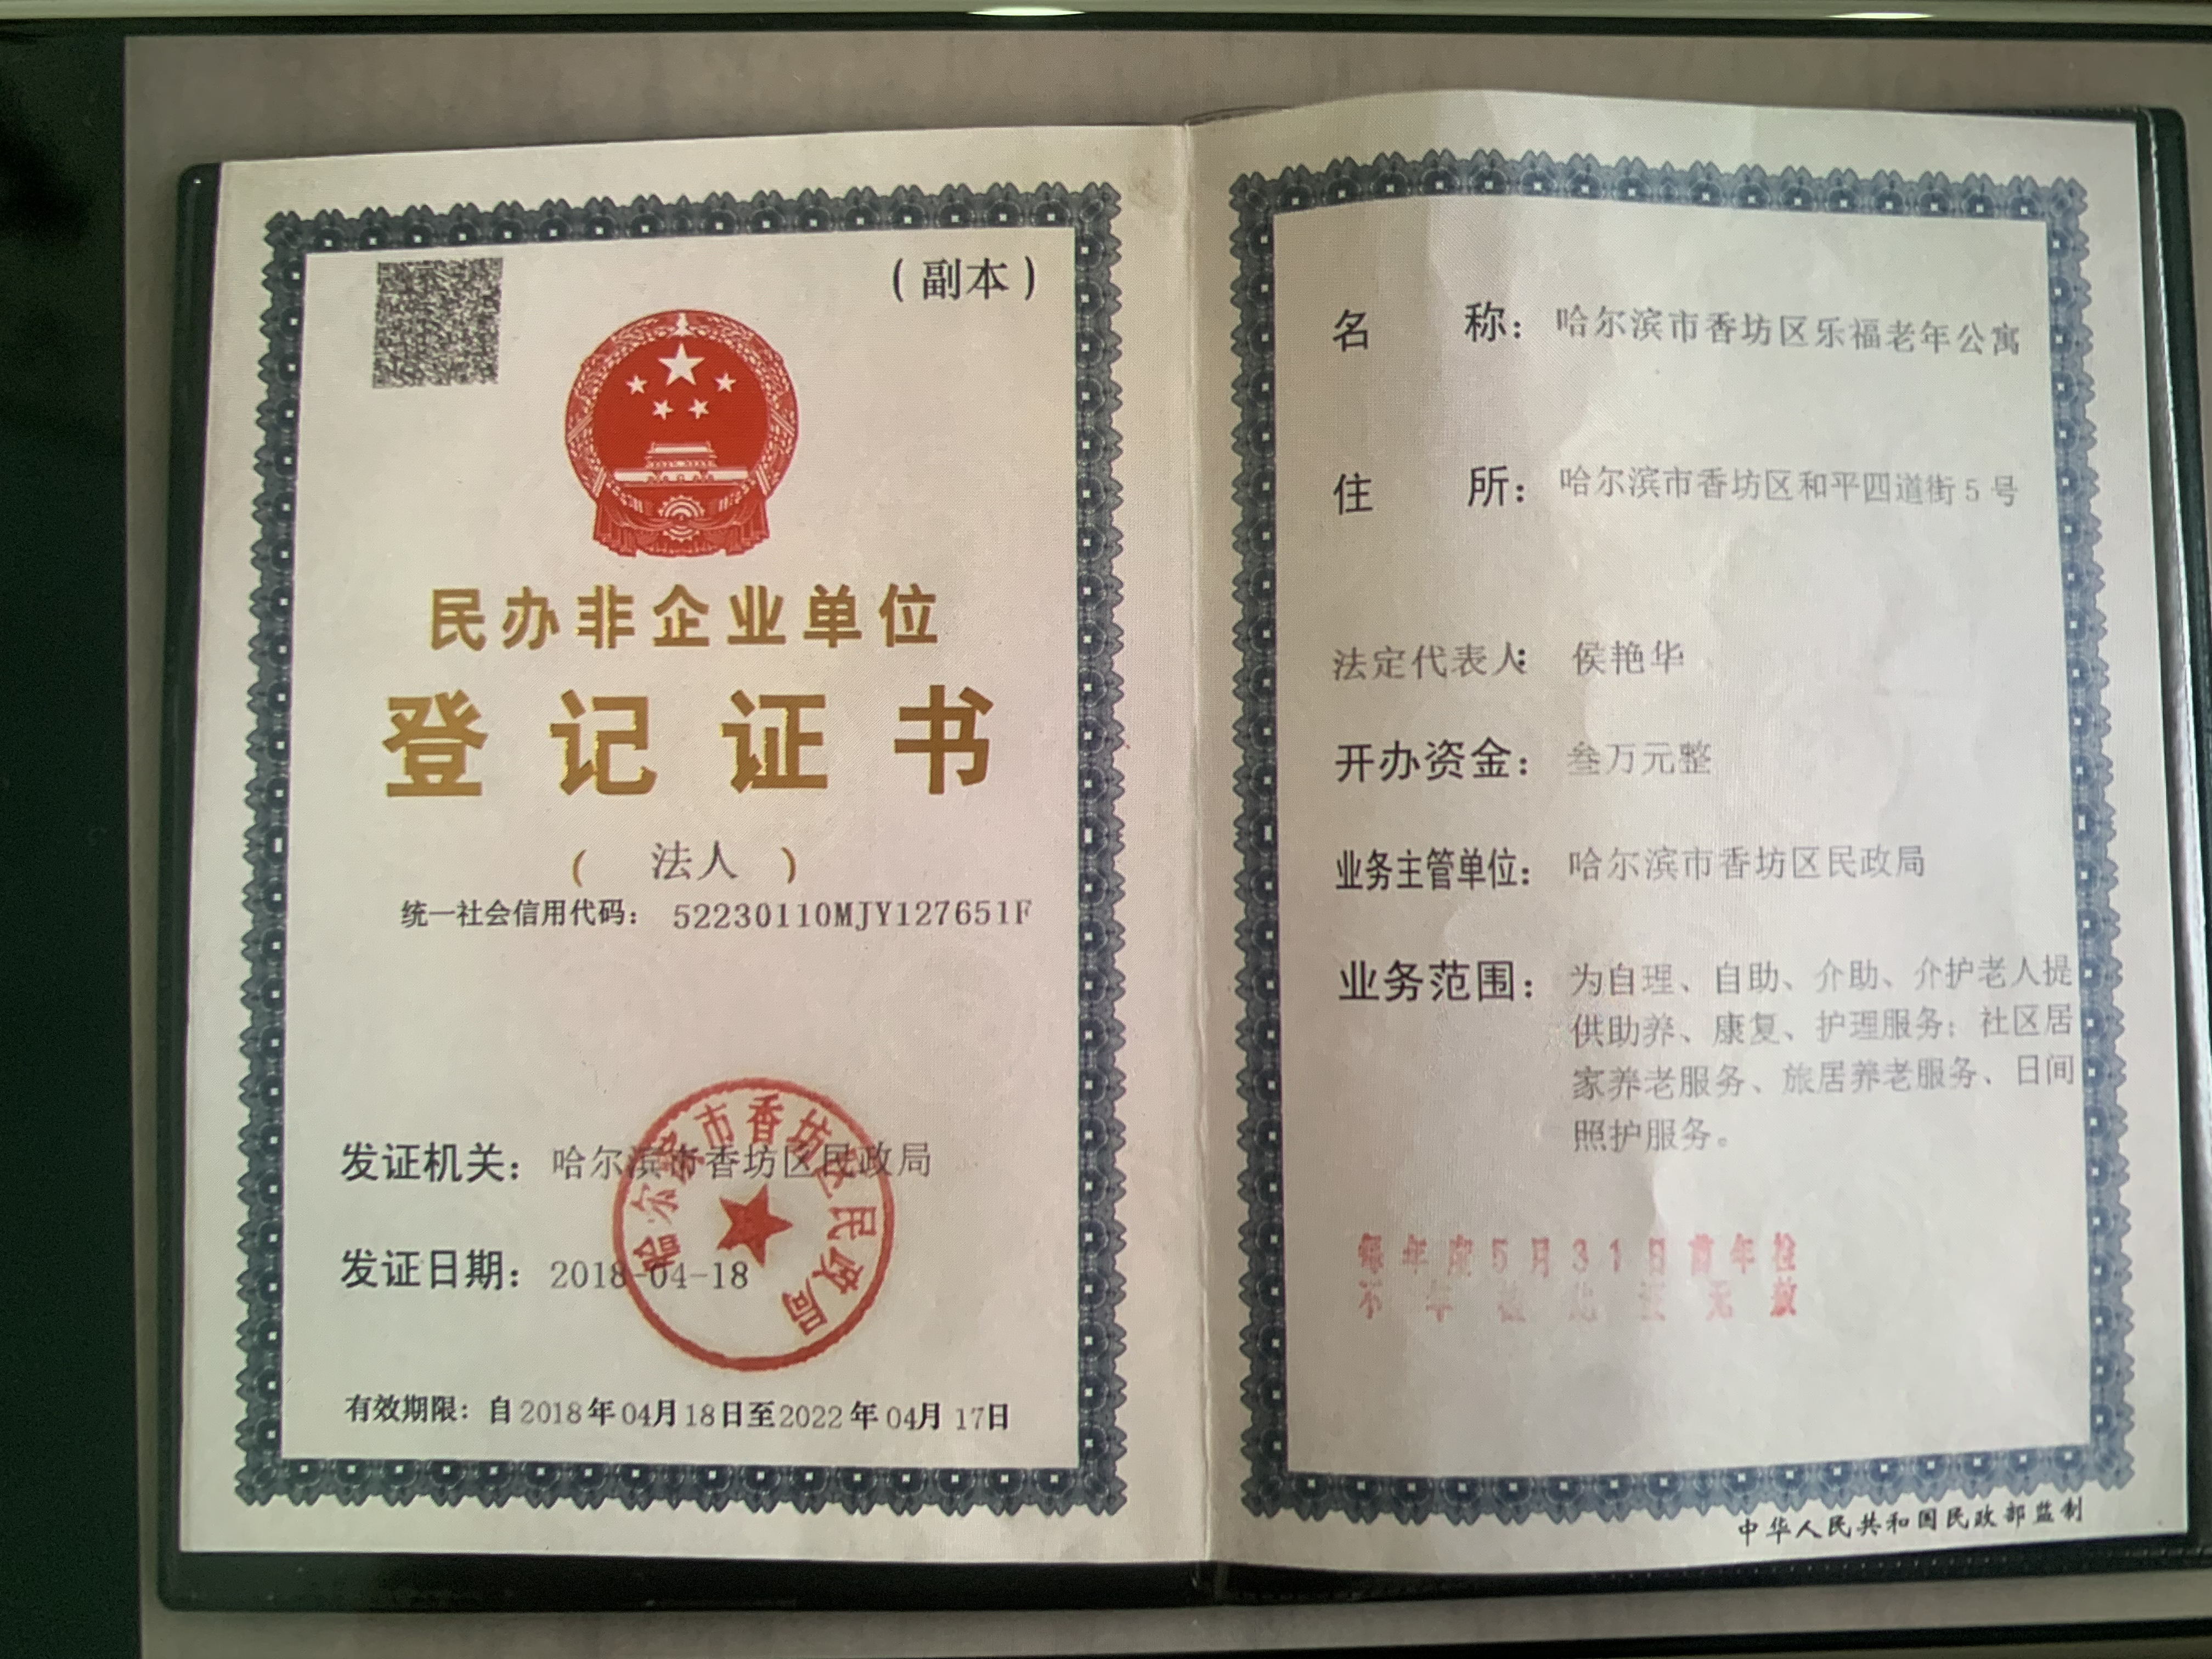 （副本）
民办非企业单位
登记证书
（ 法人 ）
统一社会信用代码： 52230110MJY127651F
发证机关： 哈尔滨市香坊区民政局
发证日期： 2018-04-18
哈尔滨市香坊区民政局
有效期限：自2018年04月18日至2022年04月17日
名 称：哈尔滨市香坊区乐福老年公寓
住 所：哈尔滨市香坊区和平四道街5号
法定代表人： 侯艳华
开办资金： 叁万元整
业务主管单位： 哈尔滨市香坊区民政局
业务范围： 为自理、自助、介助、介护老人提
供助养、康复、护理服务；社区居
家养老服务、旅居养老服务、日间
照护服务。
每年度5月31日前年检
不年检此证无效
中华人民共和国民政部监制